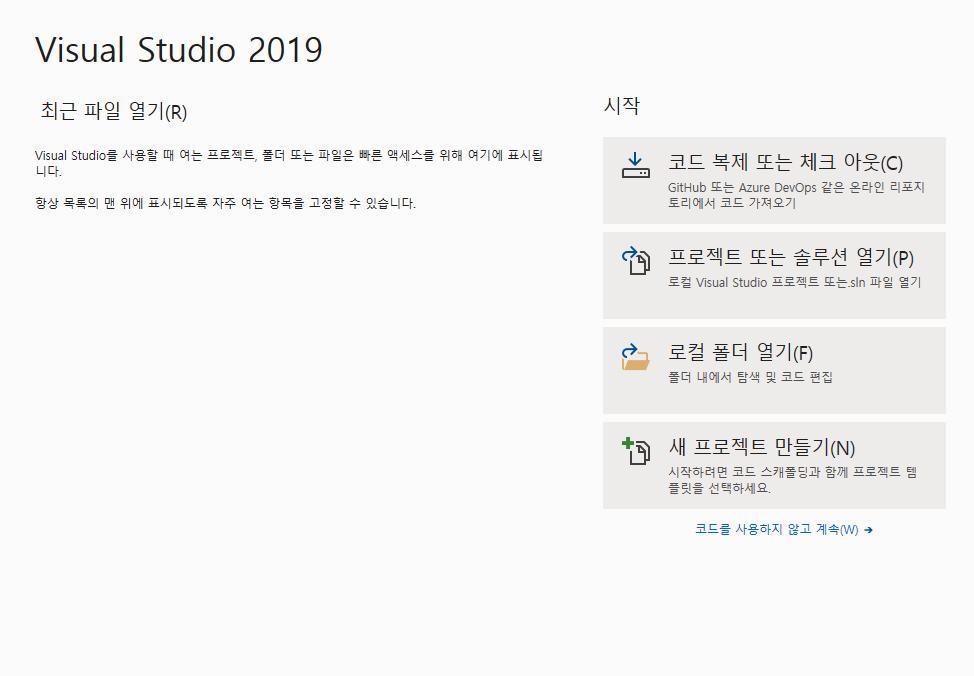 Visual Studio 2019
최근 파일 열기(R)
Visual Studio를 사용할 때 여는 프로젝트, 폴더 또는 파일은 빠른 액세스를 위해 여기에 표시됩
니다.
항상 목록의 맨 위에 표시되도록 자주 여는 항목을 고정할 수 있습니다.
시작
코드 복제 또는 체크 아웃(C)
GitHub 또는 Azure DevOps 같은 온라인 리포지
토리에서 코드 가져오기
프로젝트 또는 솔루션 열기(P)
로컬 Visual Studio 프로젝트 또는.sln 파일 열기
로컬 폴더 열기(F)
폴더 내에서 탐색 및 코드 편집
새 프로젝트 만들기(N)
시작하려면 코드 스캐폴딩과 함께 프로젝트 템
플릿을 선택하세요.
코드를 사용하지 않고 계속(W) →